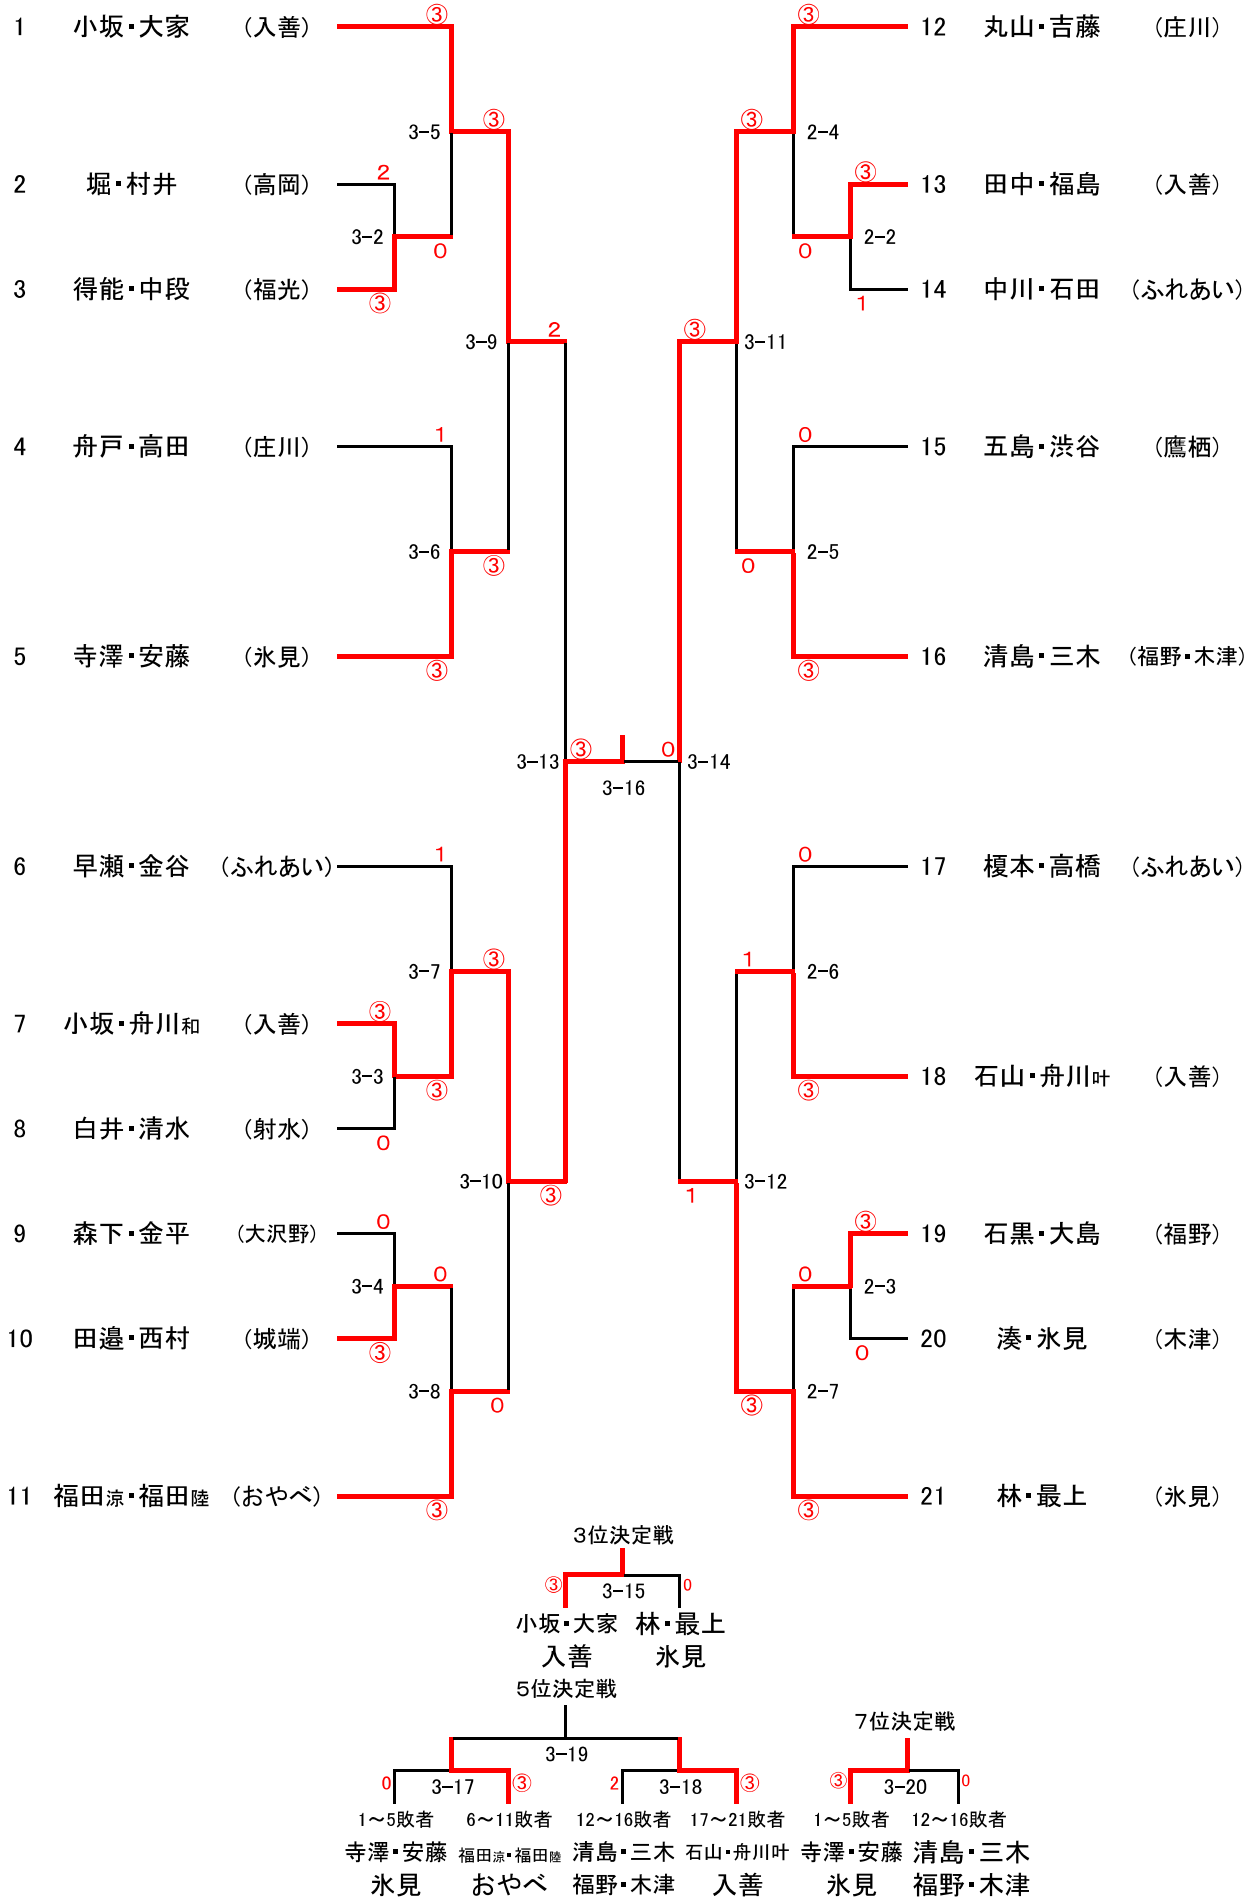 1 小坂・大家 (入善) ③ ③ 12 丸山・吉藤 (庄川)
3-5 ③ ③ 2-4
2 堀・村井 (高岡) 2 ③ 13 田中・福島 (入善)
3-2 0 0 2-2
3 得能・中段 (福光) ③ 1 14 中川・石田 (ふれあい)
3-9 2 ③ 3-11
4 舟戸・高田 (庄川) 1 0 15 五島・渋谷 (鷹栖)
3-6 ③ 0 2-5
5 寺澤・安藤 (氷見) ③ ③ 16 清島・三木 (福野・木津)
3-13 ③ 0 3-14
3-16
6 早瀬・金谷 (ふれあい) 1 0 17 榎本・高橋 (ふれあい)
3-7 ③ 1 2-6
7 小坂・舟川和 (入善) ③
3-3 ③ ③ 18 石山・舟川叶 (入善)
8 白井・清水 (射水) 0
3-10 ③ 1 3-12
9 森下・金平 (大沢野) 0 ③ 19 石黒・大島 (福野)
3-4 0 0 2-3
10 田邉・西村 (城端) ③ 0 20 湊・氷見 (木津)
3-8 0 ③ 2-7
11 福田涼・福田陸 (おやべ) ③ ③ 21 林・最上 (氷見)
3位決定戦
③ 3-15 0
小坂・大家 林・最上
入善 氷見
5位決定戦
7位決定戦
3-19
0 3-17 ③ 2 3-18 ③ ③ 3-20 0
1～5敗者 6～11敗者 12～16敗者 17～21敗者 1～5敗者 12～16敗者
寺澤・安藤 福田涼・福田陸 清島・三木 石山・舟川叶 寺澤・安藤 清島・三木
氷見 おやべ 福野・木津 入善 氷見 福野・木津